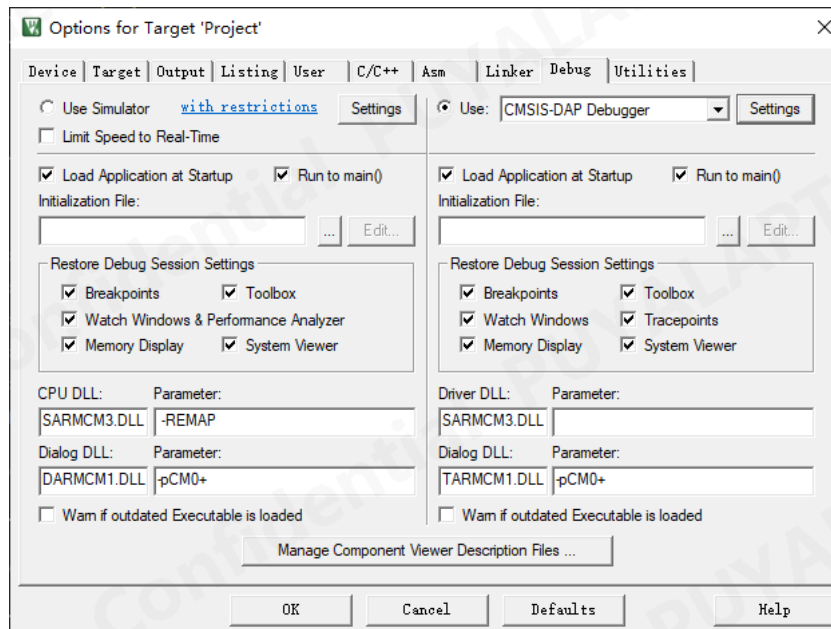 Options for Target 'Project'
Device Target Output Listing User C/C++ Asm Linker Debug Utilities
Use Simulator with restrictions Settings
Limit Speed to Real-Time
Use: CMSIS-DAP Debugger Settings
Load Application at Startup Run to main()
Initialization File:
... Edit...
Restore Debug Session Settings
Breakpoints Toolbox
Watch Windows & Performance Analyzer
Memory Display System Viewer
CPU DLL: Parameter:
SARMCM3.DLL -REMAP
Dialog DLL: Parameter:
DARMCM1.DLL -pCM0+
Warn if outdated Executable is loaded
Load Application at Startup Run to main()
Initialization File:
... Edit...
Restore Debug Session Settings
Breakpoints Toolbox
Watch Windows Tracepoints
Memory Display System Viewer
Driver DLL: Parameter:
SARMCM3.DLL
Dialog DLL: Parameter:
TARMCM1.DLL -pCM0+
Warn if outdated Executable is loaded
Manage Component Viewer Description Files ...
OK Cancel Defaults Help